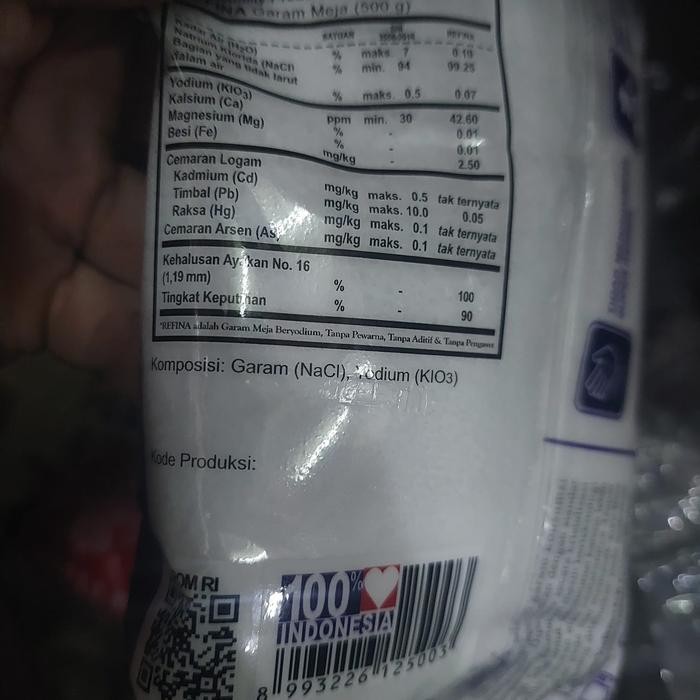 Garam Meja (500 g)
SATUAN REFINA
Kadar Air (H2O) % maks. 7 0.10
Natrium Klorida (NaCl) % min. 94 99.25
Bagian yang tidak larut
dalam air % maks. 0.5 0.07
Yodium (KIO3) ppm min. 30 42.60
Kalsium (Ca) % - 0.01
Magnesium (Mg) % - 0.01
Besi (Fe) mg/kg - 2.50
Cemaran Logam
Kadmium (Cd) mg/kg maks. 0.5 tak ternyata
Timbal (Pb) mg/kg maks. 10.0 0.05
Raksa (Hg) mg/kg maks. 0.1 tak ternyata
Cemaran Arsen (As) mg/kg maks. 0.1 tak ternyata
Kehalusan Ayakan No. 16
(1,19 mm) % - 100
Tingkat Keputihan % - 90
*REFINA adalah Garam Meja Beryodium, Tanpa Pewarna, Tanpa Aditif & Tanpa Pengawet
Komposisi: Garam (NaCl), Yodium (KIO3)
Kode Produksi:
OM RI
100%
INDONESIA
8 993226 125003